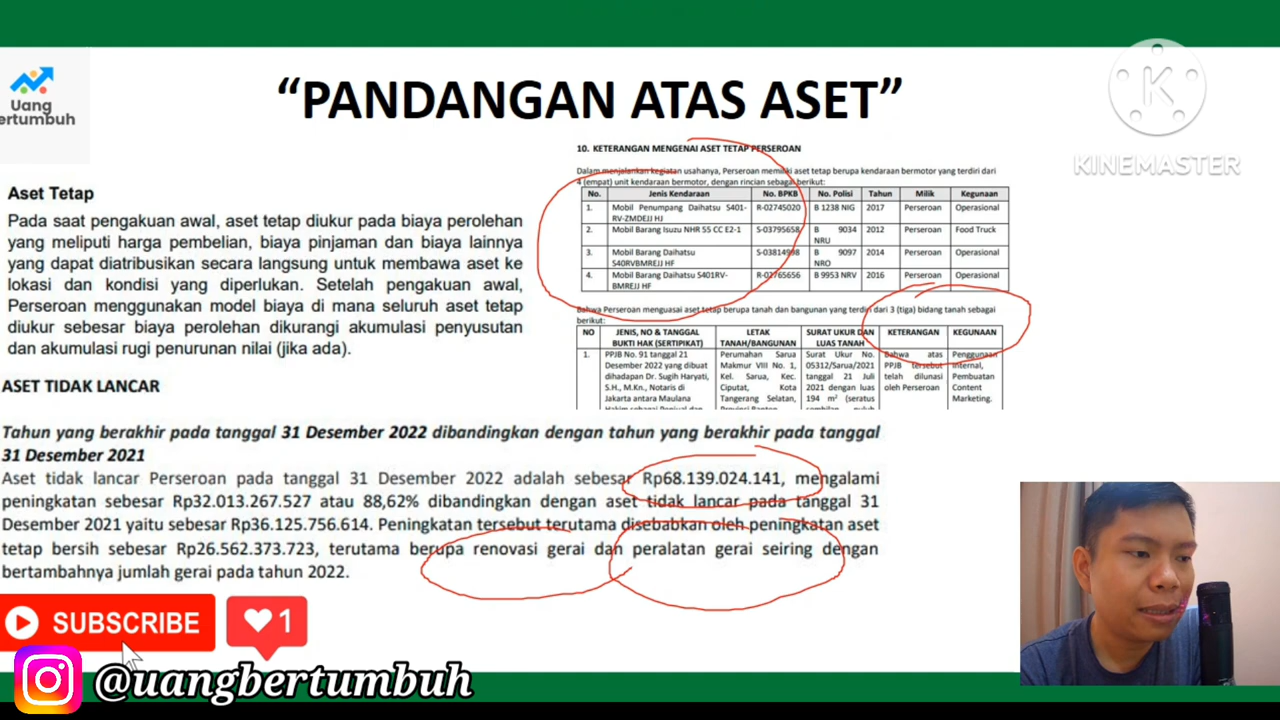 “PANDANGAN ATAS ASET”
Uang
ertumbuh
KINEMASTER
Aset Tetap
Pada saat pengakuan awal, aset tetap diukur pada biaya perolehan
yang meliputi harga pembelian, biaya pinjaman dan biaya lainnya
yang dapat diatribusikan secara langsung untuk membawa aset ke
lokasi dan kondisi yang diperlukan. Setelah pengakuan awal,
Perseroan menggunakan model biaya di mana seluruh aset tetap
diukur sebesar biaya perolehan dikurangi akumulasi penyusutan
dan akumulasi rugi penurunan nilai (jika ada).
10. KETERANGAN MENGENAI ASET TETAP PERSEROAN
Dalam menjalankan kegiatan usahanya, Perseroan memiliki aset tetap berupa kendaraan bermotor yang terdiri dari
4 (empat) unit kendaraan bermotor, dengan rincian sebagai berikut:
No. Jenis Kendaraan No. BPKB No. Polisi Tahun Milik Kegunaan
1. Mobil Penumpang Daihatsu S401- R-02745020 B 1238 NIG 2017 Perseroan Operasional
RV-ZMDEJJ HJ
2. Mobil Barang Isuzu NHR 55 CC E2-1 S-03795658 B 9034 2012 Perseroan Food Truck
NRU
3. Mobil Barang Daihatsu S-03814998 B 9097 2014 Perseroan Operasional
S40RVBMREJJ HF NRO
4. Mobil Barang Daihatsu S401RV- R-02765656 B 9953 NRV 2016 Perseroan Operasional
BMREJJ HF
Bahwa Perseroan menguasai aset tetap berupa tanah dan bangunan yang terdiri dari 3 (tiga) bidang tanah sebagai
berikut:
NO JENIS, NO & TANGGAL LETAK SURAT UKUR DAN KETERANGAN KEGUNAAN
BUKTI HAK (SERTIPIKAT) TANAH/BANGUNAN LUAS TANAH
1. PPJB No. 91 tanggal 21 Perumahan Sarua Surat Ukur No. Bahwa atas Penggunaan
Desember 2022 yang dibuat Makmur VIII No. 1, 05312/Sarua/2021 PPJB tersebut Internal,
dihadapan Dr. Sugih Haryati, Kel. Sarua, Kec. tanggal 21 Juli telah dilunasi Pembuatan
S.H., M.Kn., Notaris di Ciputat, Kota 2021 dengan luas oleh Perseroan Content
Jakarta antara Maulana Tangerang Selatan, 194 m² (seratus Marketing.
ASET TIDAK LANCAR
Tahun yang berakhir pada tanggal 31 Desember 2022 dibandingkan dengan tahun yang berakhir pada tanggal
31 Desember 2021
Aset tidak lancar Perseroan pada tanggal 31 Desember 2022 adalah sebesar Rp68.139.024.141, mengalami
peningkatan sebesar Rp32.013.267.527 atau 88,62% dibandingkan dengan aset tidak lancar pada tanggal 31
Desember 2021 yaitu sebesar Rp36.125.756.614. Peningkatan tersebut terutama disebabkan oleh peningkatan aset
tetap bersih sebesar Rp26.562.373.723, terutama berupa renovasi gerai dan peralatan gerai seiring dengan
bertambahnya jumlah gerai pada tahun 2022.
SUBSCRIBE 1
@uangbertumbuh